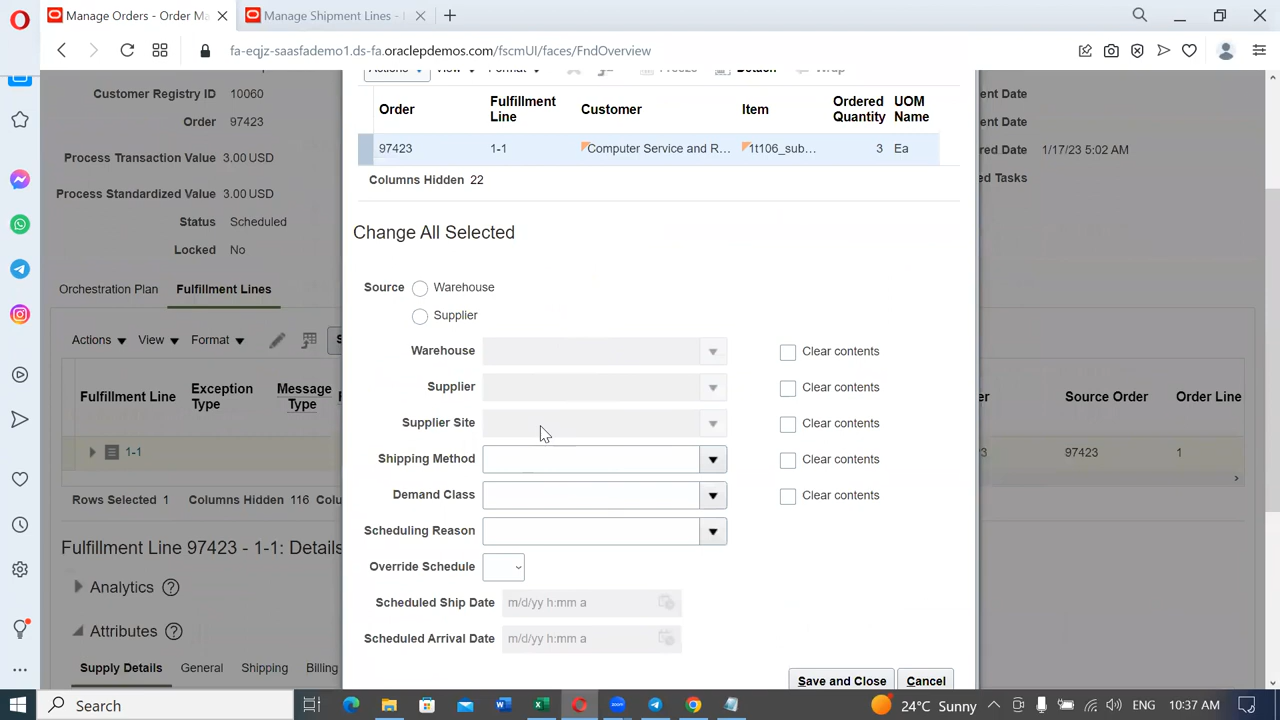 Manage Orders - Order Ma
Manage Shipment Lines -
fa-eqjz-saasfademo1.ds-fa.oraclepdemos.com/fscmUI/faces/FndOverview
Customer Registry ID 10060
Order 97423
Process Transaction Value 3.00 USD
Process Standardized Value 3.00 USD
Status Scheduled
Locked No
Orchestration Plan Fulfillment Lines
Actions View Format
Fulfillment Line Exception Type Message Type
1-1
Rows Selected 1 Columns Hidden 116
Fulfillment Line 97423 - 1-1: Details
Analytics ?
Attributes ?
Supply Details General Shipping Billing
Actions View Format Freeze Detach Wrap
Order Fulfillment Line Customer Item Ordered Quantity UOM Name
97423 1-1 Computer Service and R... 1t106_sub... 3 Ea
Columns Hidden 22
Change All Selected
Source Warehouse
Supplier
Warehouse Clear contents
Supplier Clear contents
Supplier Site Clear contents
Shipping Method Clear contents
Demand Class Clear contents
Scheduling Reason
Override Schedule
Scheduled Ship Date m/d/yy h:mm a
Scheduled Arrival Date m/d/yy h:mm a
Save and Close Cancel
ent Date
ent Date
red Date 1/17/23 5:02 AM
ed Tasks
er Source Order Order Line
3 97423 1
Search
24°C Sunny ENG 10:37 AM